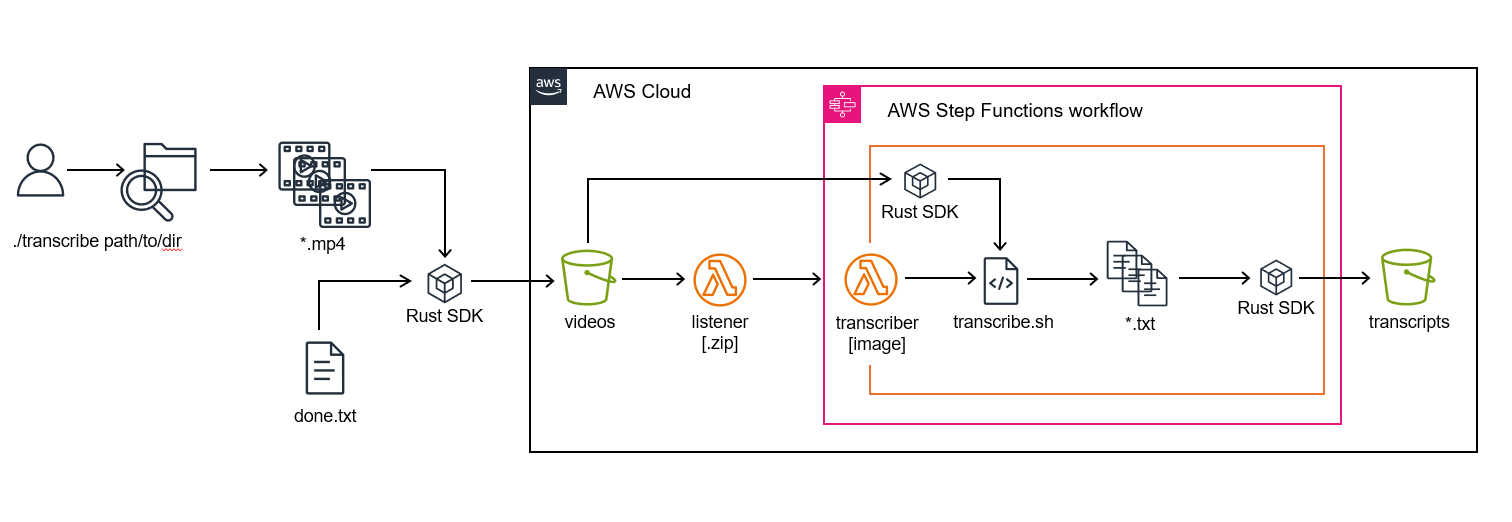 aws
AWS Cloud
AWS Step Functions workflow
./transcribe path/to/dir
*.mp4
Rust SDK
done.txt
videos
listener
[.zip]
Rust SDK
transcriber
[image]
</>
transcribe.sh
*.txt
Rust SDK
transcripts